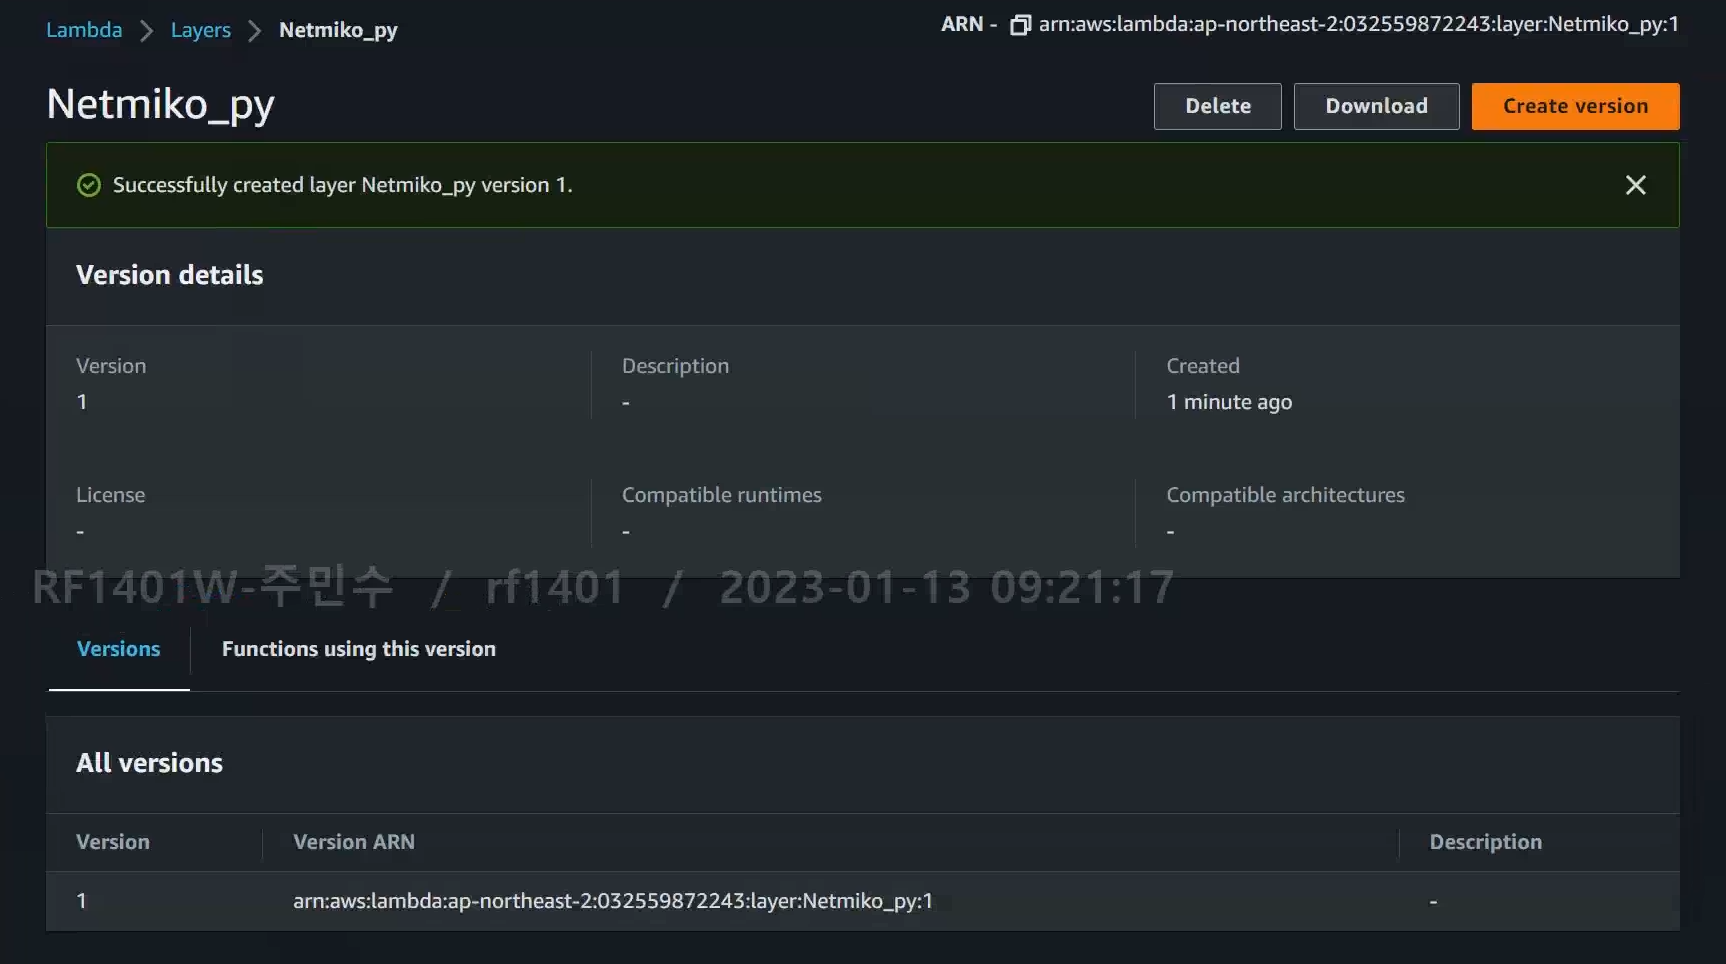 Lambda > Layers > Netmiko_py
ARN - arn:aws:lambda:ap-northeast-2:032559872243:layer:Netmiko_py:1
Netmiko_py
Delete Download Create version
Successfully created layer Netmiko_py version 1.
Version details
Version Description Created
1 - 1 minute ago
License Compatible runtimes Compatible architectures
- - -
RF1401W-주민수 / rf1401 / 2023-01-13 09:21:17
Versions Functions using this version
All versions
Version Version ARN Description
1 arn:aws:lambda:ap-northeast-2:032559872243:layer:Netmiko_py:1 -